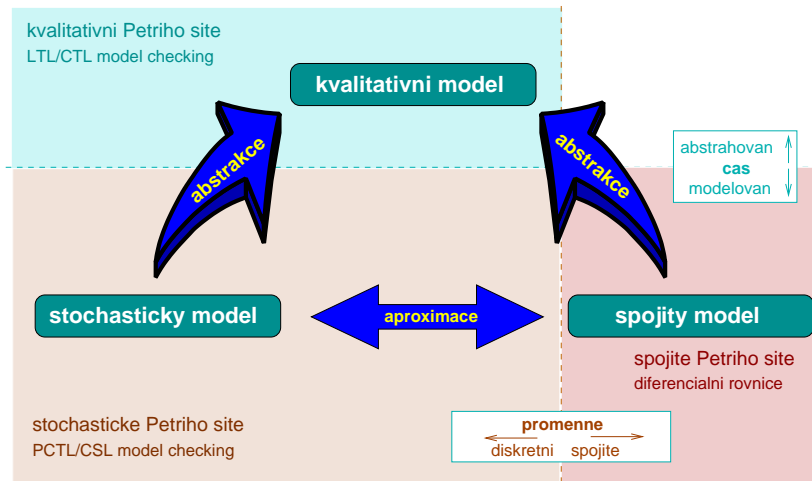 kvalitativni Petriho site
LTL/CTL model checking
kvalitativni model
abstrakce
abstrakce
abstrahovan
cas
modelovan
stochasticky model
aproximace
spojity model
spojite Petriho site
diferencialni rovnice
stochasticke Petriho site
PCTL/CSL model checking
promenne
diskretni spojite